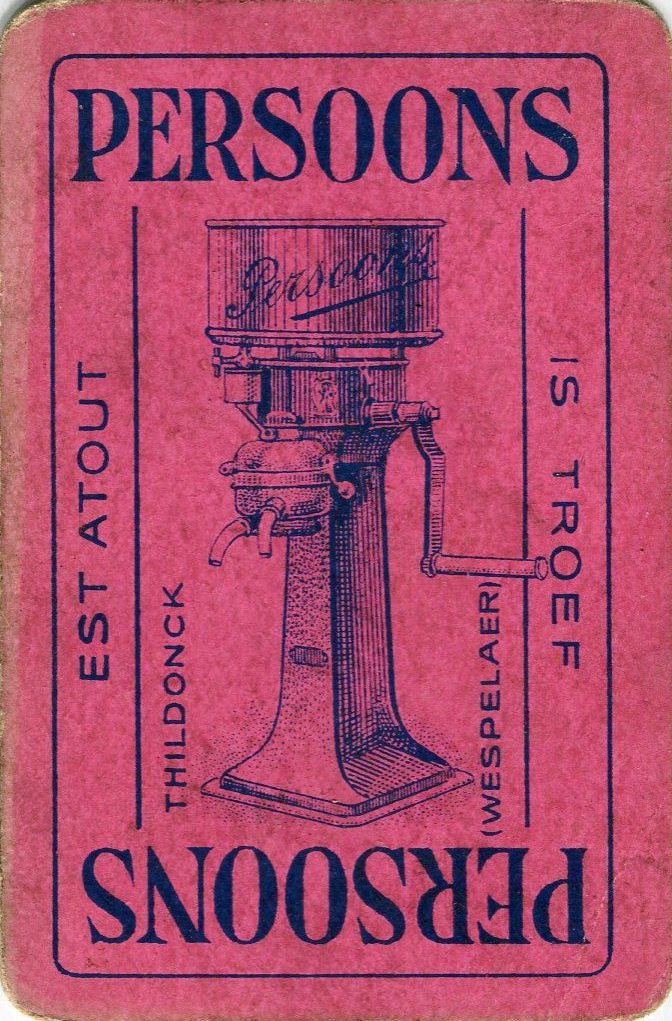 PERSOONS
Persoons
EST ATOUT
IS TROEF
THILDONCK
(WESPELAER)
PERSOONS